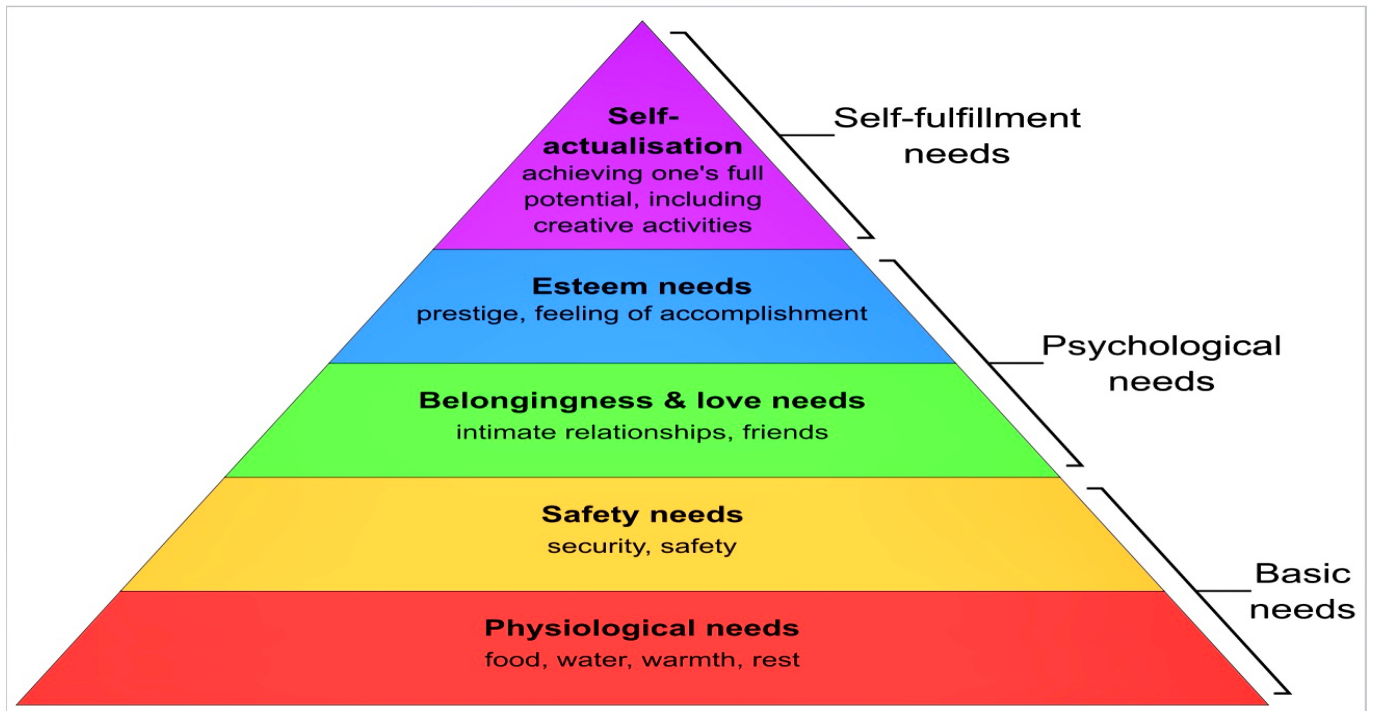 Self-
actualisation
achieving one's full
potential, including
creative activities
Self-fulfillment
needs
Esteem needs
prestige, feeling of accomplishment
Psychological
needs
Belongingness & love needs
intimate relationships, friends
Safety needs
security, safety
Basic
needs
Physiological needs
food, water, warmth, rest